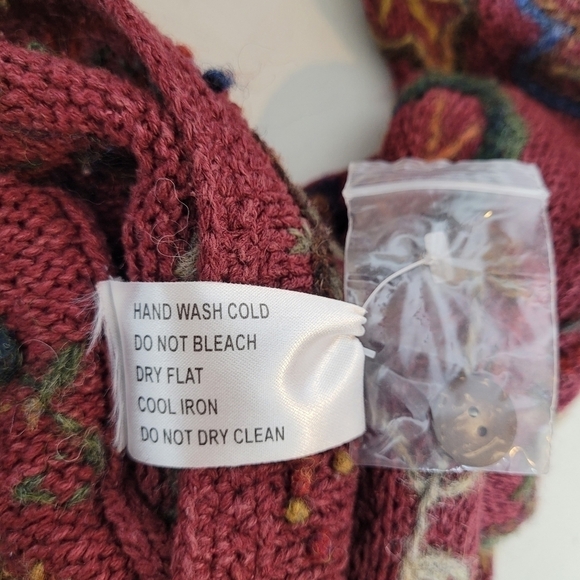 HAND WASH COLD
DO NOT BLEACH
DRY FLAT
COOL IRON
DO NOT DRY CLEAN